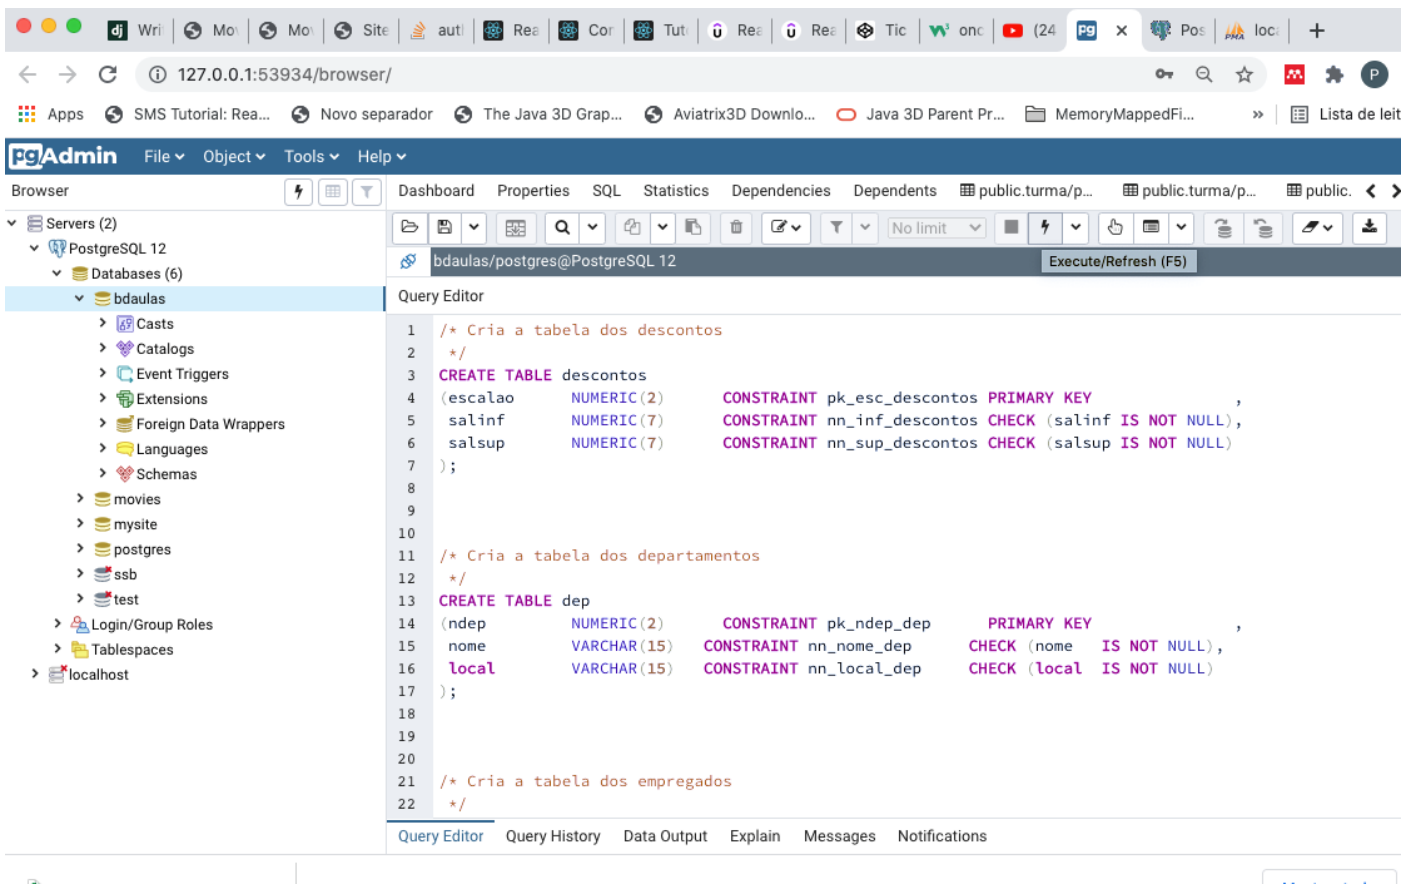 Wri Mov Mov Site aut Rea Cor Tut Rea Rea Tic onc (24 Pos loca
127.0.0.1:53934/browser/ P
Apps SMS Tutorial: Rea... Novo separador The Java 3D Grap... Aviatrix3D Downlo... Java 3D Parent Pr... MemoryMappedFi... » Lista de leit
pgAdmin File Object Tools Help
Browser
Dashboard Properties SQL Statistics Dependencies Dependents public.turma/p... public.turma/p... public.
Servers (2)
PostgreSQL 12
Databases (6)
bdaulas
Casts
Catalogs
Event Triggers
Extensions
Foreign Data Wrappers
Languages
Schemas
movies
mysite
postgres
ssb
test
Login/Group Roles
Tablespaces
localhost
No limit
bdaulas/postgres@PostgreSQL 12
Execute/Refresh (F5)
Query Editor
1 /* Cria a tabela dos descontos
2 */
3 CREATE TABLE descontos
4 (escalao NUMERIC(2) CONSTRAINT pk_esc_descontos PRIMARY KEY ,
5 salinf NUMERIC(7) CONSTRAINT nn_inf_descontos CHECK (salinf IS NOT NULL),
6 salsup NUMERIC(7) CONSTRAINT nn_sup_descontos CHECK (salsup IS NOT NULL)
7 );
8
9
10
11 /* Cria a tabela dos departamentos
12 */
13 CREATE TABLE dep
14 (ndep NUMERIC(2) CONSTRAINT pk_ndep_dep PRIMARY KEY ,
15 nome VARCHAR(15) CONSTRAINT nn_nome_dep CHECK (nome IS NOT NULL),
16 local VARCHAR(15) CONSTRAINT nn_local_dep CHECK (local IS NOT NULL)
17 );
18
19
20
21 /* Cria a tabela dos empregados
22 */
Query Editor Query History Data Output Explain Messages Notifications